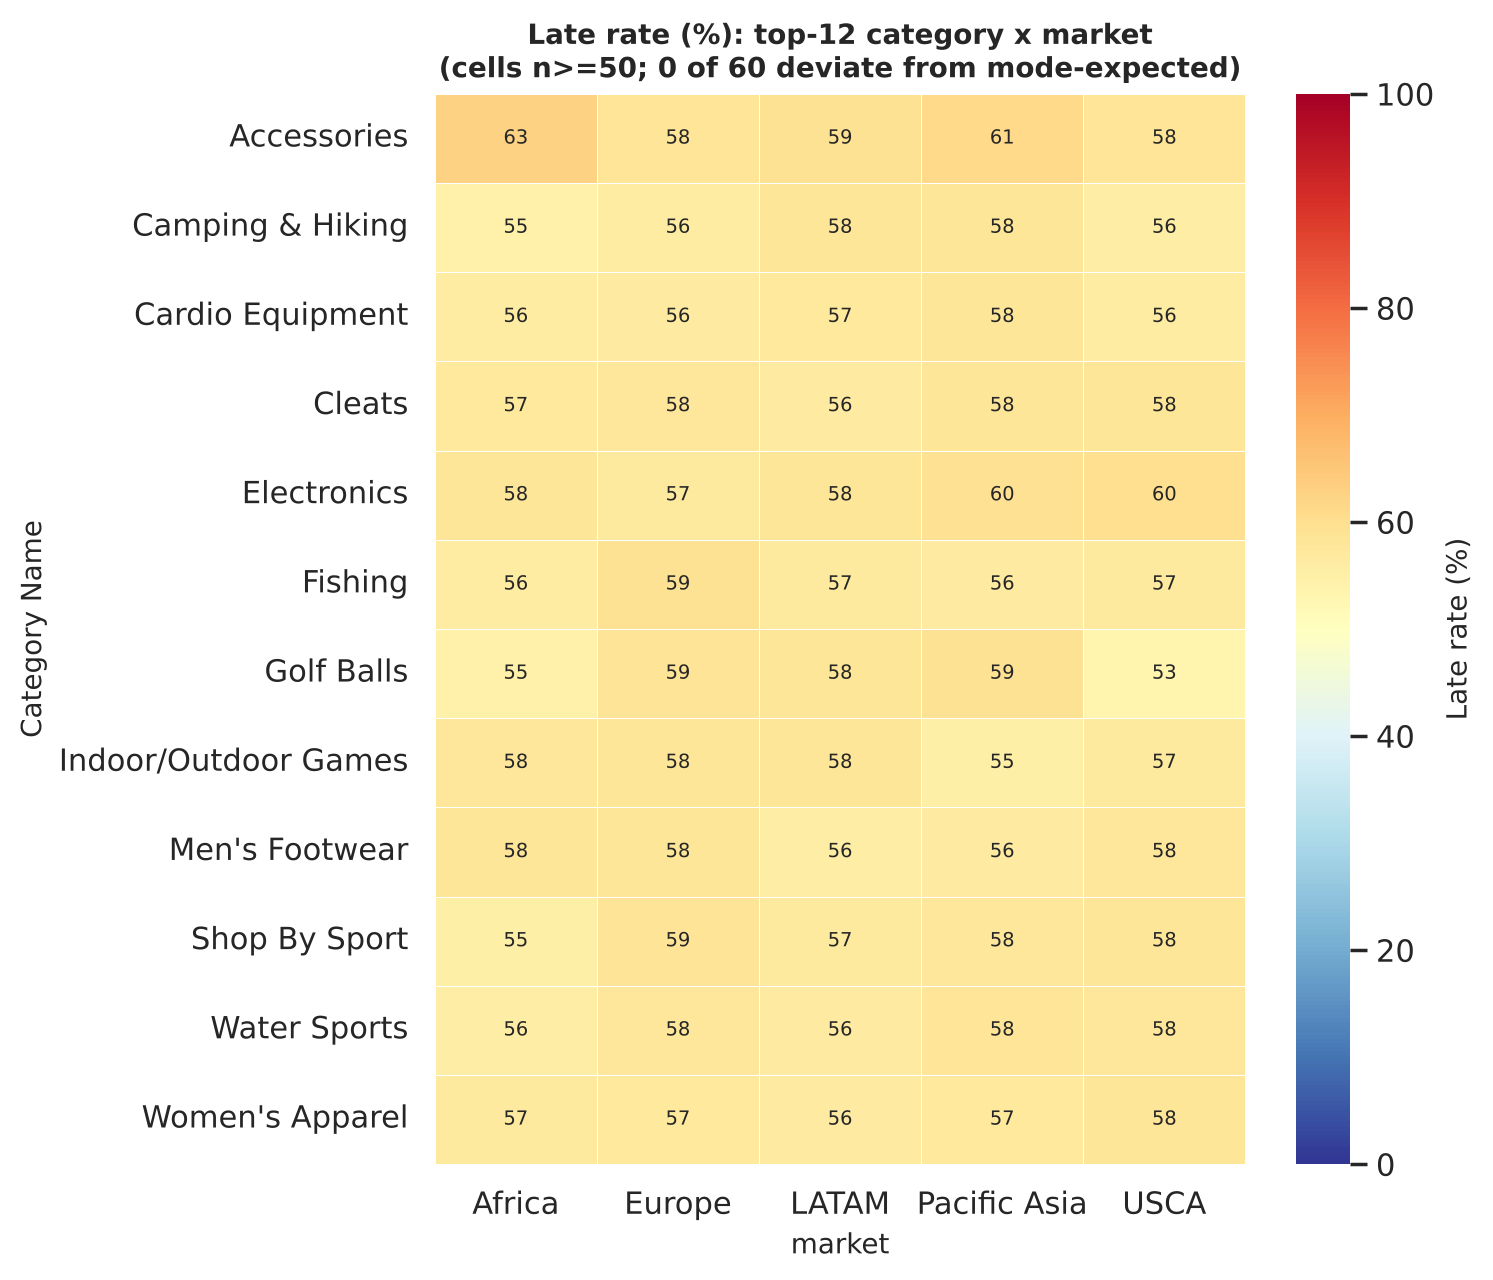 Late rate (%): top-12 category x market
(cells n>=50; 0 of 60 deviate from mode-expected)
Category Name
Accessories 63 58 59 61 58
Camping & Hiking 55 56 58 58 56
Cardio Equipment 56 56 57 58 56
Cleats 57 58 56 58 58
Electronics 58 57 58 60 60
Fishing 56 59 57 56 57
Golf Balls 55 59 58 59 53
Indoor/Outdoor Games 58 58 58 55 57
Men's Footwear 58 58 56 56 58
Shop By Sport 55 59 57 58 58
Water Sports 56 58 56 58 58
Women's Apparel 57 57 56 57 58
Africa Europe LATAM Pacific Asia USCA
market
100
80
60
40
20
0
Late rate (%)